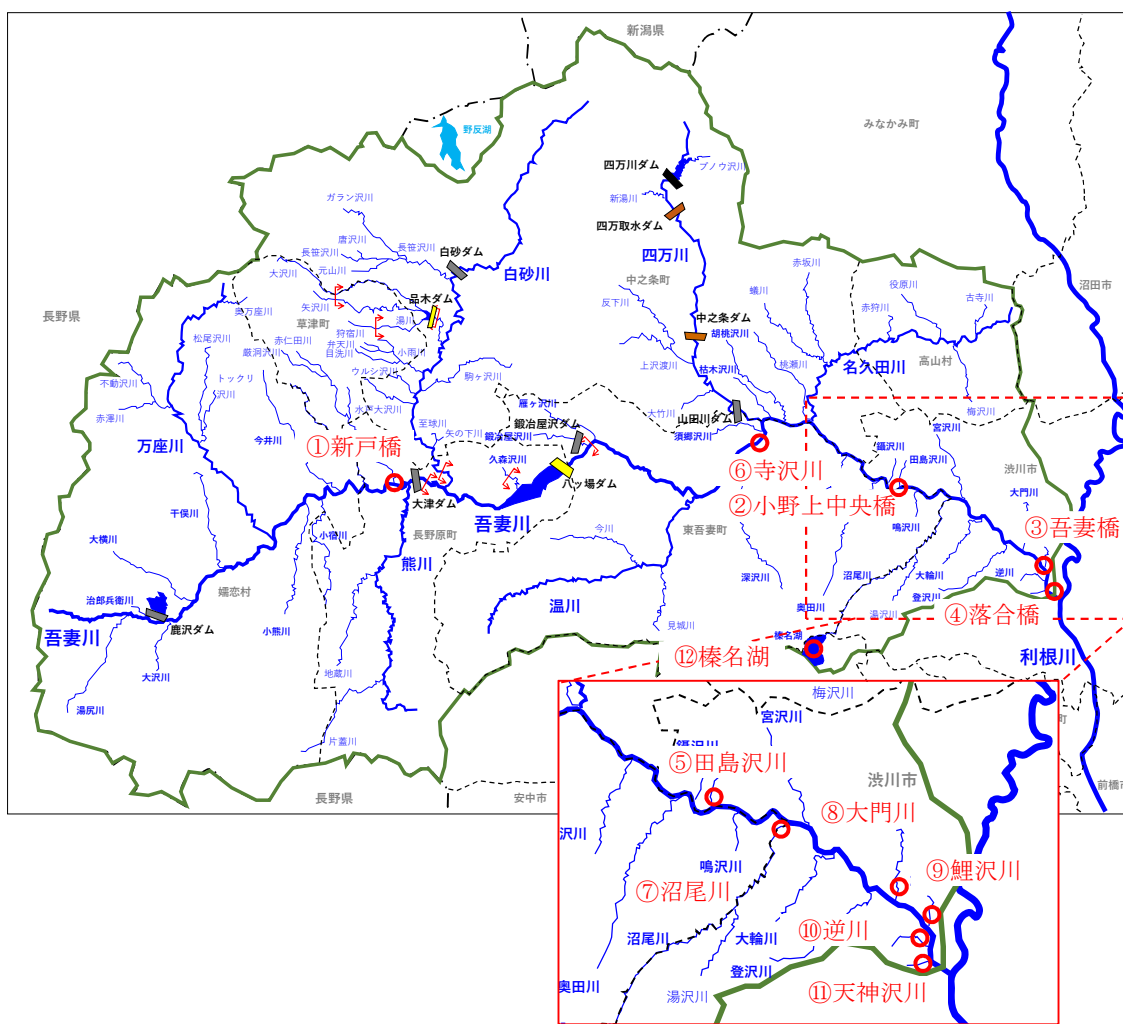 新潟県
みなかみ町
野反湖
四万川ダム
ブノウ沢川
新湯川
四万取水ダム
ガラン沢川
唐沢川
長笹沢川
長笹沢川
大沢川
元山川
白砂ダム
白砂川
四万川
赤坂川
中之条町
蟻川
役原川
古寺川
赤狩川
沼田市
反下川
長野県
奥万座川
矢沢川
品木ダム
草津町
湯川
松尾沢川
赤仁田川
狩宿川
弁天川
厳洞沢川
目洗川
小雨川
中之条ダム
胡桃沢川
上沢渡川
枯木沢川
桃瀬川
名久田川
高山村
トックリ
沢川
不動沢川
赤澤川
ウルシ沢川
駒ヶ沢川
水戸大沢川
雁ヶ沢川
大竹川
山田川ダム
梅沢川
至球川
矢の下川
鍛冶屋沢ダム
鍛冶屋沢川
須郷沢川
宮沢川
鍛沢川
田島沢川
万座川
今井川
①新戸橋
久森沢川
八ッ場ダム
⑥寺沢川
②小野上中央橋
渋川市
大門川
大津ダム
吾妻川
干俣川
小宿川
長野原町
熊川
今川
東吾妻町
鳴沢川
③吾妻橋
大横川
嬬恋村
深沢川
沼尾川
大輪川
逆川
登沢川
治郎兵衛川
温川
奥田川
湯沢川
④落合橋
吾妻川
鹿沢ダム
小熊川
見城川
榛名湖
⑫榛名湖
利根川
大沢川
地蔵川
湯尻川
片蓋川
長野県
安中市
前橋市
町
梅沢川
宮沢川
⑤田島沢川
渋川市
⑧大門川
沢川
鳴沢川
⑨鯉沢川
⑦沼尾川
沼尾川
大輪川
⑩逆川
登沢川
奥田川
湯沢川
⑪天神沢川